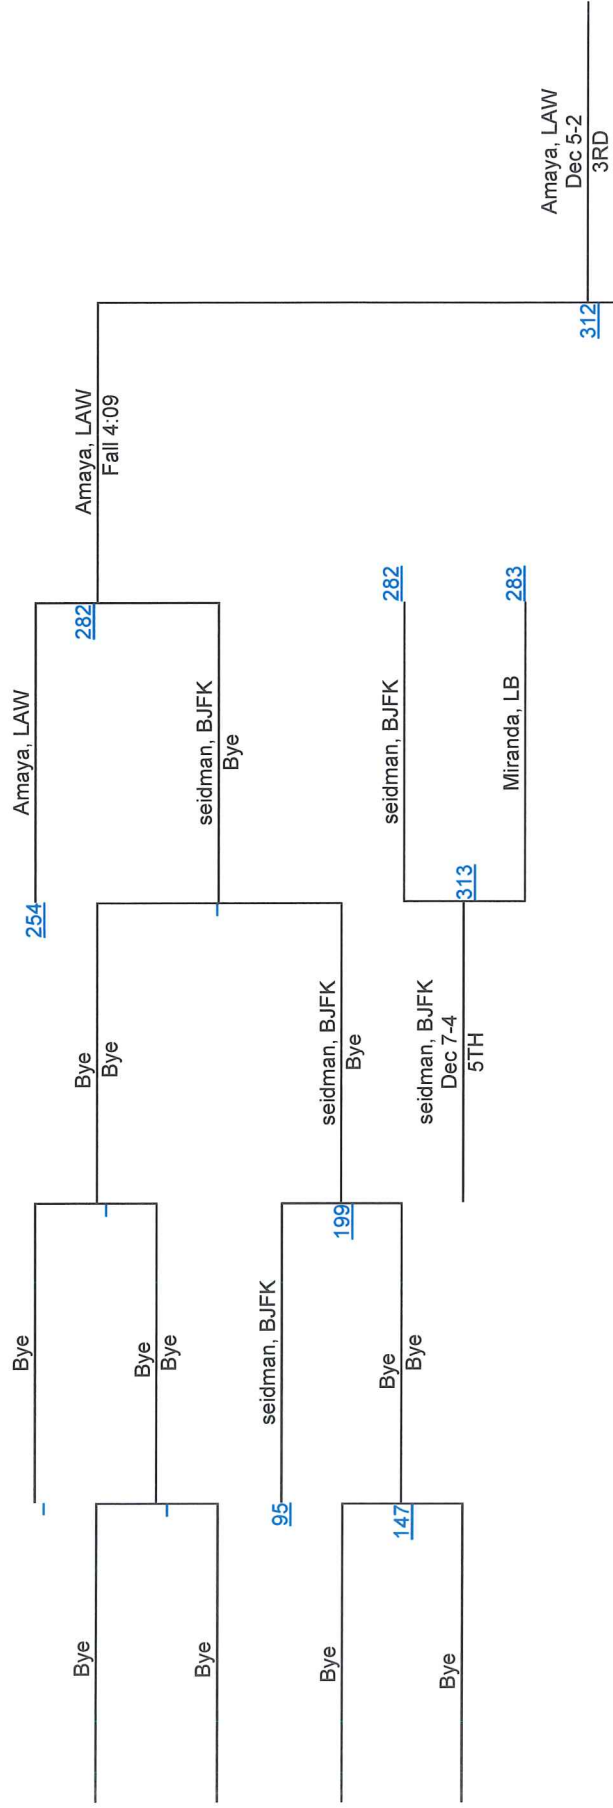 Bye
Bye
Bye
Bye
–
–
95
147
Bye
Bye
Bye
seidman, BJFK
Bye
Bye
–
199
Bye
Bye
seidman, BJFK
Bye
254
–
Amaya, LAW
seidman, BJFK
Bye
282
Amaya, LAW
Fall 4:09
312
Amaya, LAW
Dec 5-2
3RD
seidman, BJFK
Dec 7-4
5TH
313
seidman, BJFK
282
Miranda, LB
283